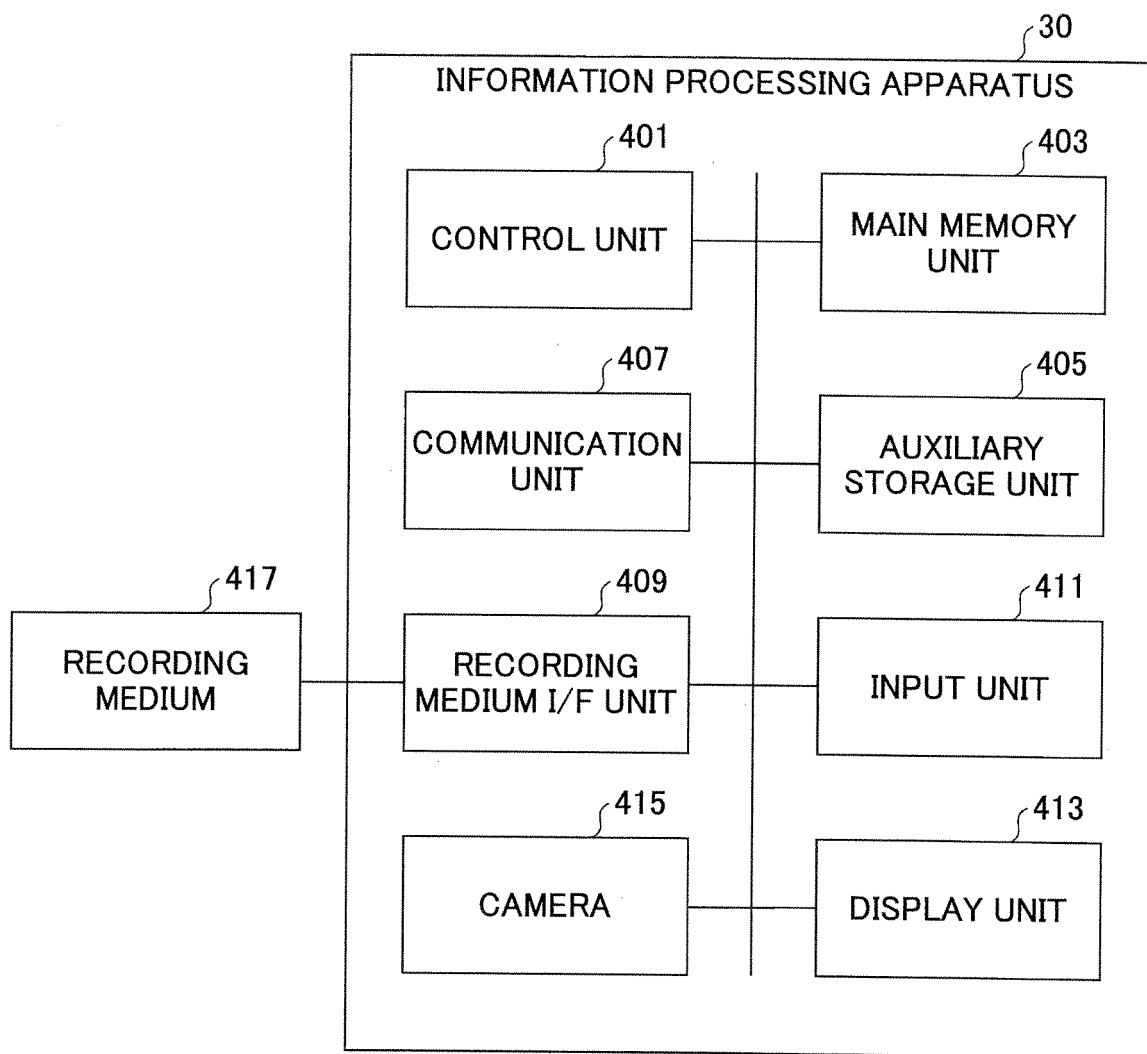 30
INFORMATION PROCESSING APPARATUS
401
403
CONTROL UNIT
MAIN MEMORY
UNIT
407
405
COMMUNICATION
UNIT
AUXILIARY
STORAGE UNIT
417
409
411
RECORDING
MEDIUM
RECORDING
MEDIUM I/F UNIT
INPUT UNIT
415
413
CAMERA
DISPLAY UNIT